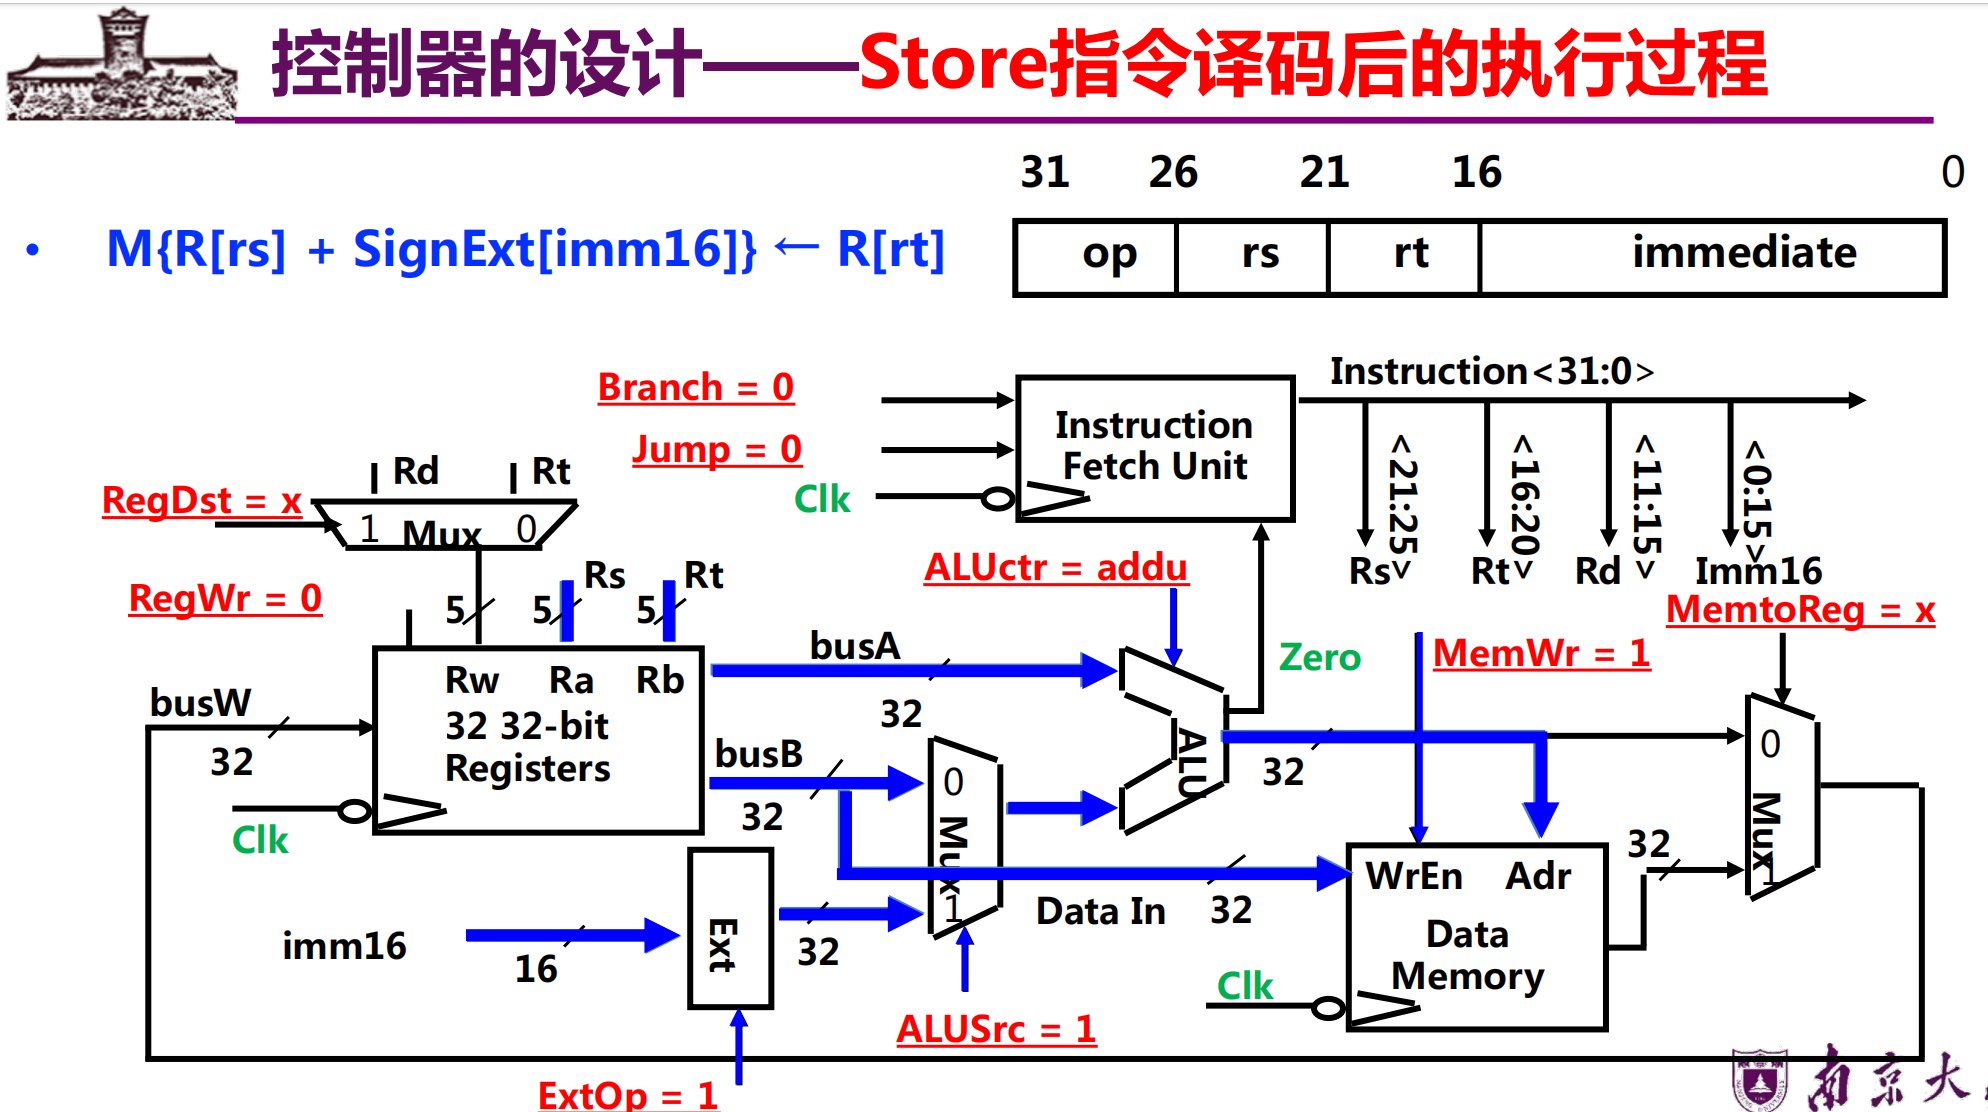 控制器的设计——Store指令译码后的执行过程
31 26 21 16 0
• M{R[rs] + SignExt[imm16]} ← R[rt]
op rs rt immediate
Branch = 0
Instruction<31:0>
Jump = 0
Instruction
Fetch Unit
Clk
<21:25>
<16:20>
<11:15>
<0:15>
Rs Rt Rd Imm16
Rd Rt
RegDst = x
1 Mux 0
RegWr = 0
5 5 Rs 5 Rt
ALUctr = addu
MemtoReg = x
Zero
MemWr = 1
busA
32
busW
32
Rw Ra Rb
32 32-bit
Registers
Clk
busB
32
0
Mux
1
ALU
32
0
Mux
1
32
WrEn Adr
Data
Memory
Clk
Data In 32
imm16
16
Ext
32
ALUSrc = 1
ExtOp = 1
南京大